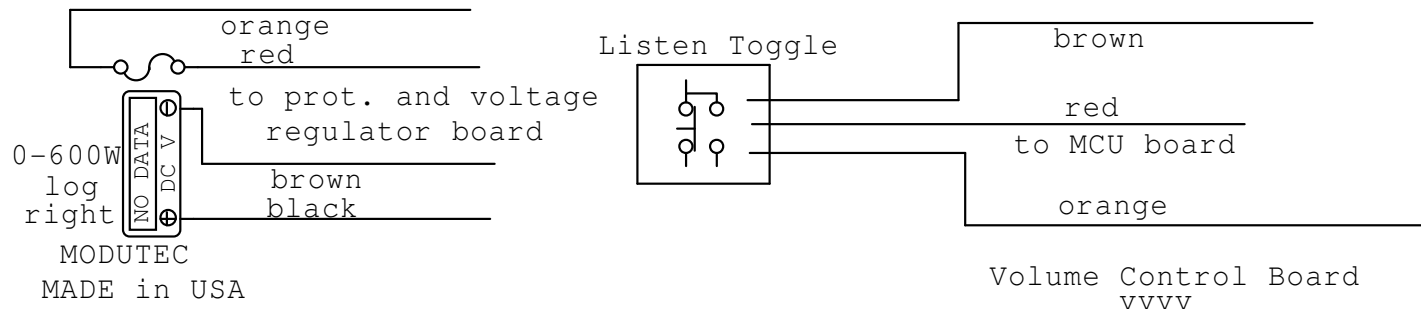 orange
red
to prot. and voltage
regulator board
0-600W
log
right
NO DATA
DC V
brown
black
MODUTEC
MADE in USA
Listen Toggle
brown
red
to MCU board
orange
Volume Control Board
VVVV